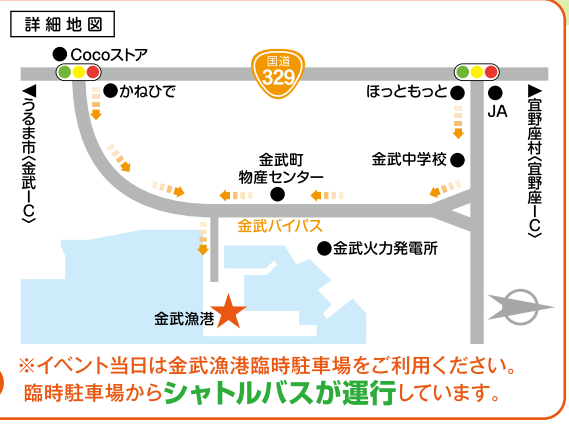 詳細地図
Cocoストア
国道
329
かねひで
ほっともっと
JA
◀うるま市〈金武IC〉
▶宜野座村〈宜野座IC〉
金武町
物産センター
金武中学校
金武バイパス
金武火力発電所
金武漁港
※イベント当日は金武漁港臨時駐車場をご利用ください。
臨時駐車場からシャトルバスが運行しています。